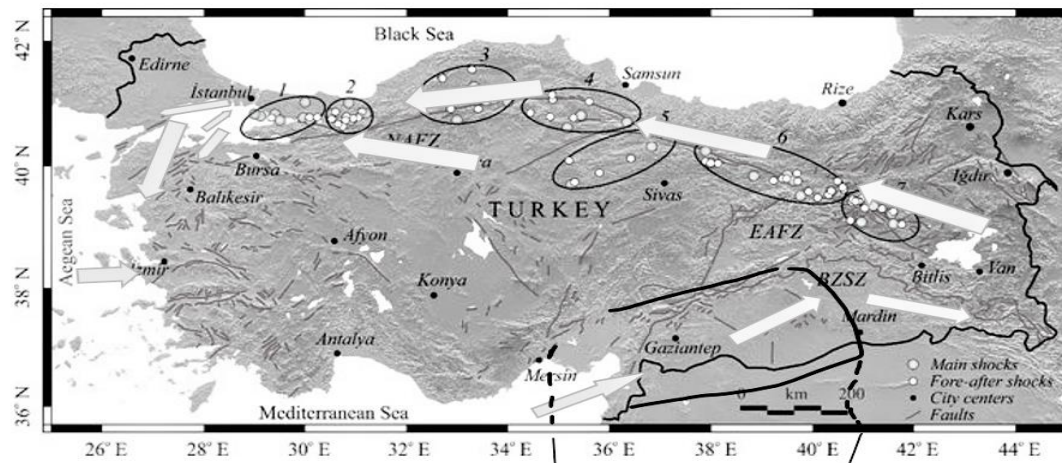 42° N
40° N
38° N
36° N
Black Sea
Edirne
İstanbul
1
2
3
4
5
6
7
Samsun
Rize
Kars
Iğdır
NAFZ
Bursa
Balıkesir
Sivas
TURKEY
EAFZ
Aegean Sea
Afyon
İzmir
Konya
Bitlis
Van
BZSZ
Mardin
Gaziantep
Antalya
Mersin
Mediterranean Sea
0 km 200
Main shocks
Fore-after shocks
City centers
Faults
26° E 28° E 30° E 32° E 34° E 36° E 38° E 40° E 42° E 44° E